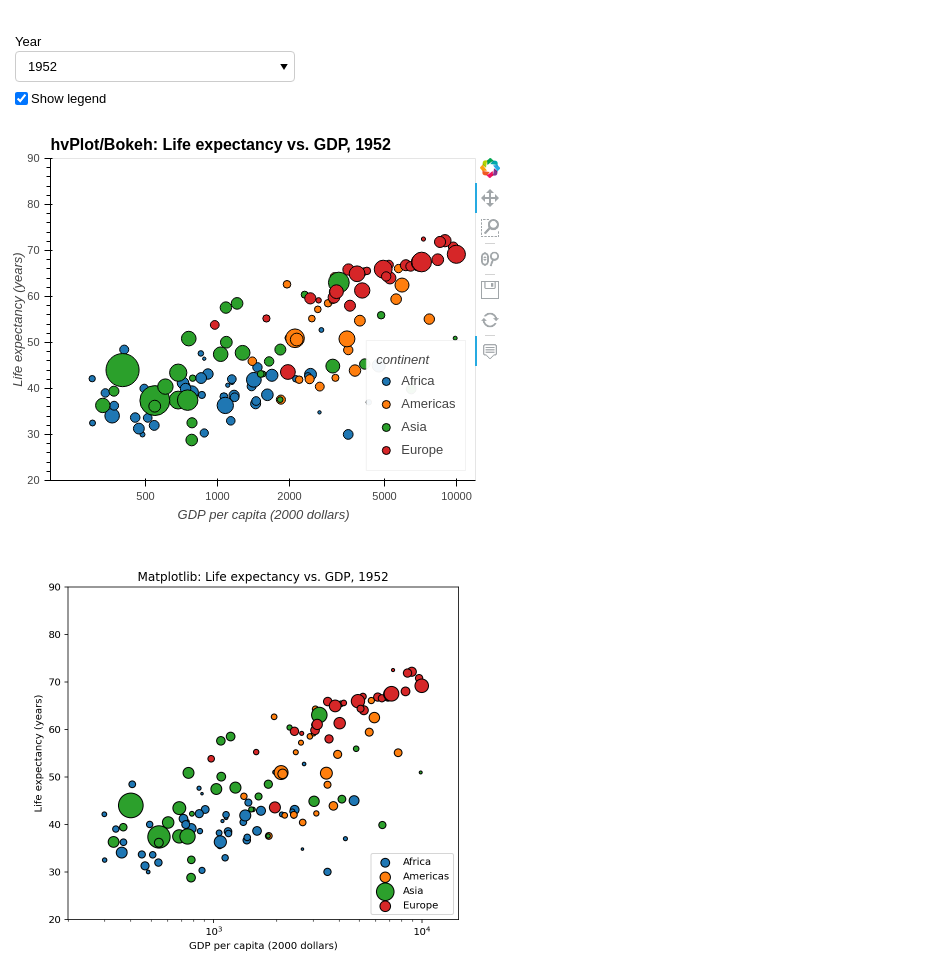 Year
1952
Show legend
hvPlot/Bokeh: Life expectancy vs. GDP, 1952
90
80
70
60
50
40
30
20
Life expectancy (years)
continent
Africa
Americas
Asia
Europe
500 1000 2000 5000 10000
GDP per capita (2000 dollars)
Matplotlib: Life expectancy vs. GDP, 1952
90
80
70
60
50
40
30
20
Life expectancy (years)
Africa
Americas
Asia
Europe
10³ 10⁴
GDP per capita (2000 dollars)